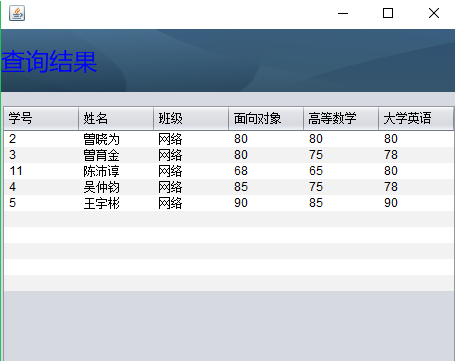 查询结果
学号 姓名 班级 面向对象 高等数学 大学英语
2 曾晓为 网络 80 80 80
3 曾育金 网络 80 75 78
11 陈沛谆 网络 68 65 80
4 吴仲钧 网络 85 75 78
5 王宇彬 网络 90 85 90